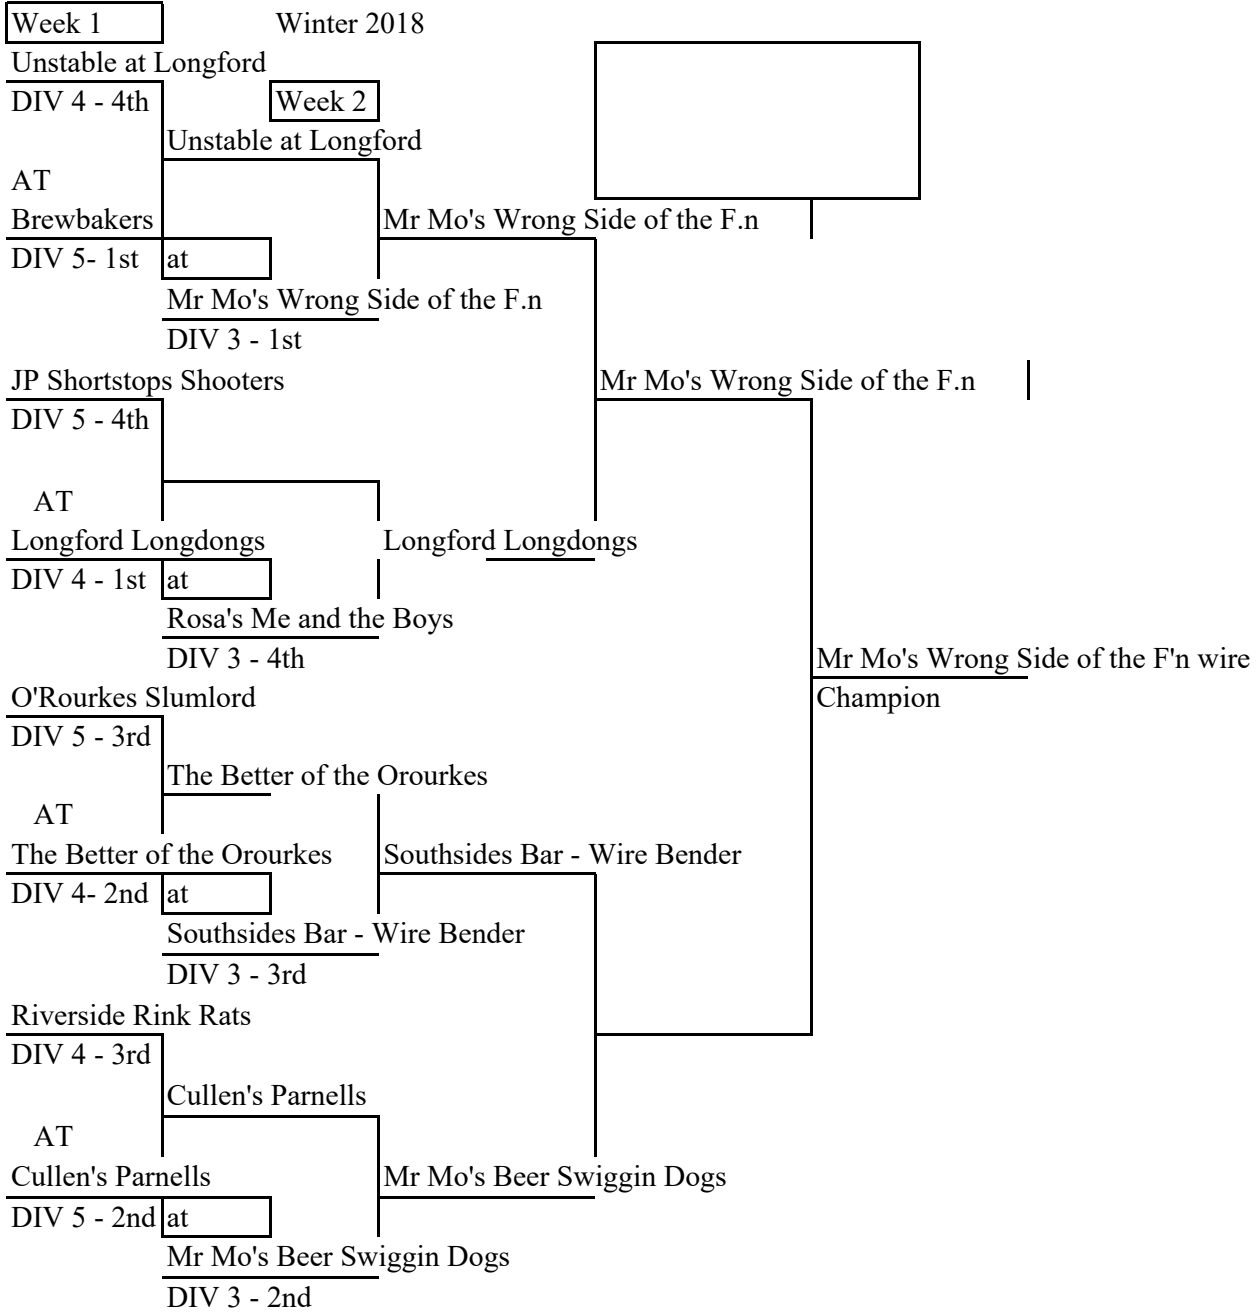 Week 1
Winter 2018
Unstable at Longford
DIV 4 - 4th
Week 2
Unstable at Longford
AT
Brewbakers
Mr Mo's Wrong Side of the F.n
DIV 5- 1st
at
Mr Mo's Wrong Side of the F.n
DIV 3 - 1st
JP Shortstops Shooters
Mr Mo's Wrong Side of the F.n
DIV 5 - 4th
AT
Longford Longdongs
Longford Longdongs
DIV 4 - 1st
at
Rosa's Me and the Boys
DIV 3 - 4th
Mr Mo's Wrong Side of the F'n wire
O'Rourkes Slumlord
Champion
DIV 5 - 3rd
The Better of the Orourkes
AT
The Better of the Orourkes
Southsides Bar - Wire Bender
DIV 4- 2nd
at
Southsides Bar - Wire Bender
DIV 3 - 3rd
Riverside Rink Rats
DIV 4 - 3rd
Cullen's Parnells
AT
Cullen's Parnells
Mr Mo's Beer Swiggin Dogs
DIV 5 - 2nd
at
Mr Mo's Beer Swiggin Dogs
DIV 3 - 2nd